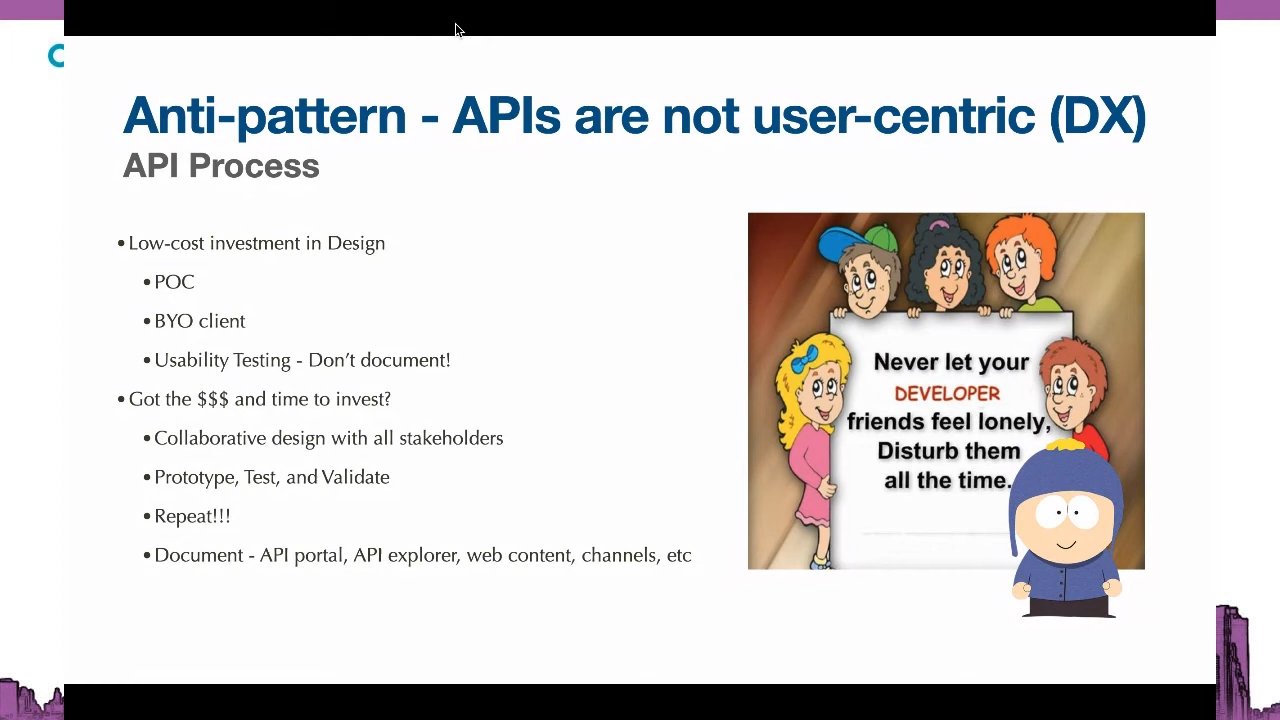 Anti-pattern - APIs are not user-centric (DX)
API Process
•Low-cost investment in Design
•POC
•BYO client
•Usability Testing - Don’t document!
•Got the $$$ and time to invest?
•Collaborative design with all stakeholders
•Prototype, Test, and Validate
•Repeat!!!
•Document - API portal, API explorer, web content, channels, etc
Never let your
DEVELOPER
friends feel lonely,
Disturb them
all the time.